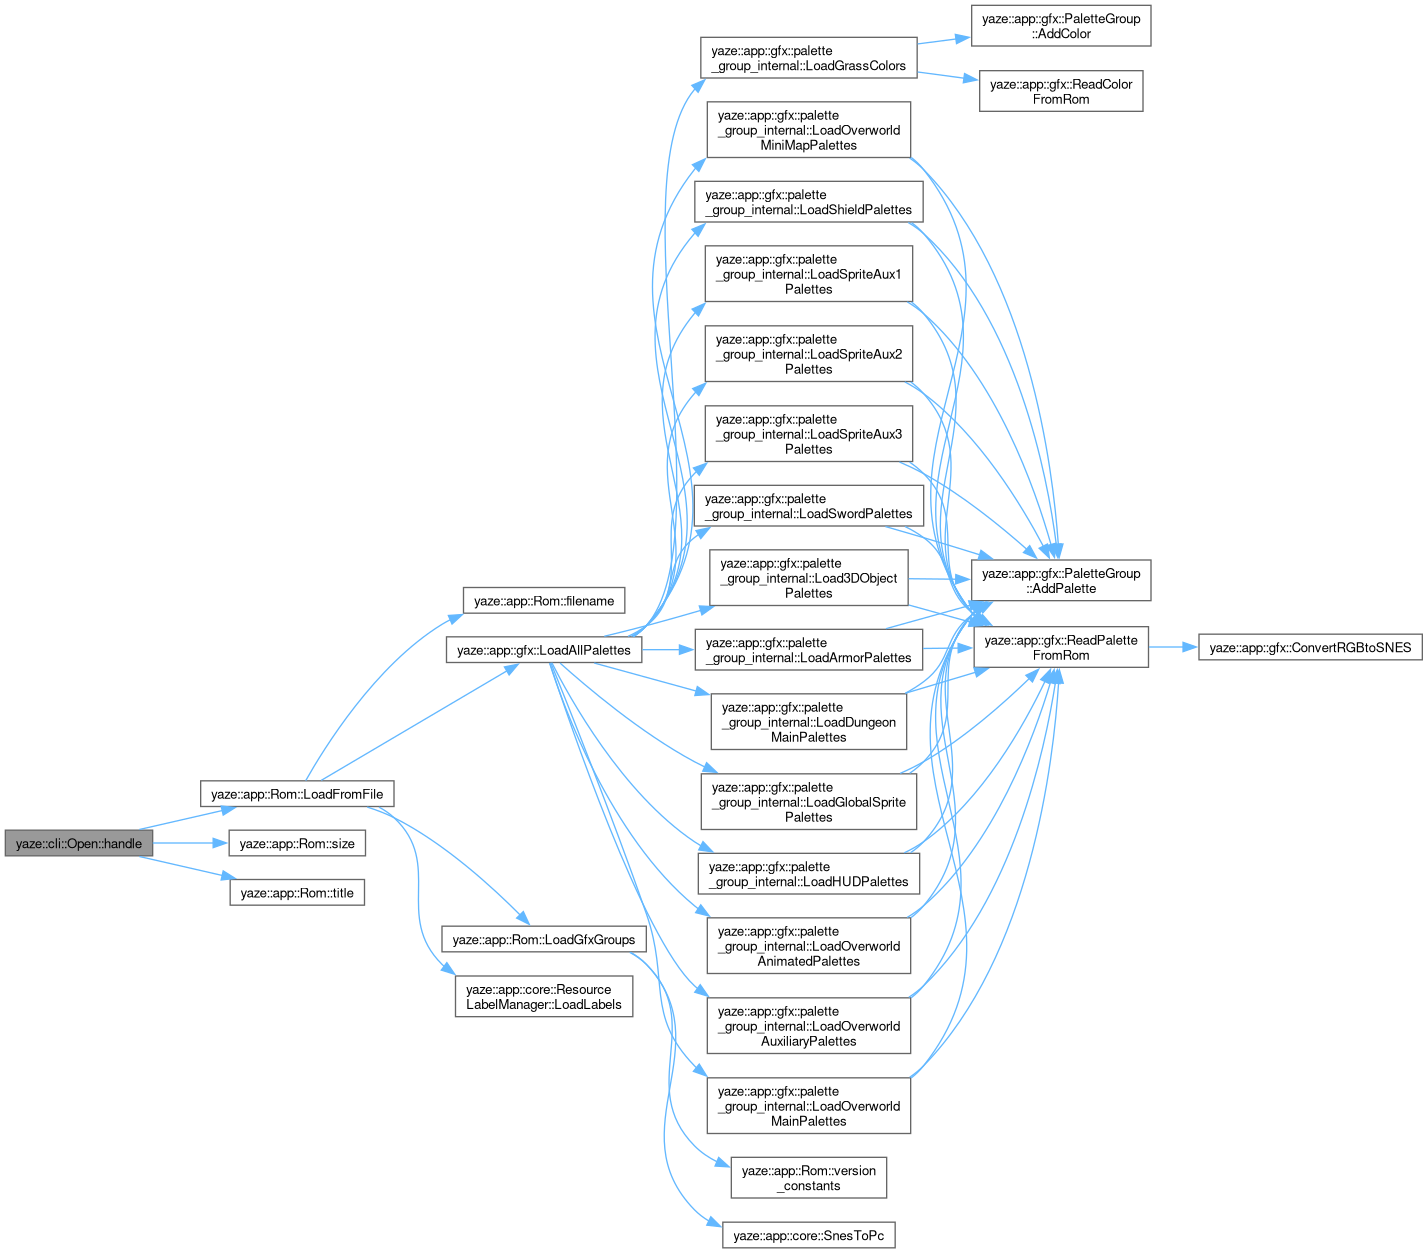 yaze::cli::Open::handle
yaze::app::Rom::LoadFromFile
yaze::app::Rom::size
yaze::app::Rom::title
yaze::app::Rom::filename
yaze::app::gfx::LoadAllPalettes
yaze::app::Rom::LoadGfxGroups
yaze::app::core::Resource
LabelManager::LoadLabels
yaze::app::gfx::palette
_group_internal::LoadGrassColors
yaze::app::gfx::palette
_group_internal::LoadOverworld
MiniMapPalettes
yaze::app::gfx::palette
_group_internal::LoadShieldPalettes
yaze::app::gfx::palette
_group_internal::LoadSpriteAux1
Palettes
yaze::app::gfx::palette
_group_internal::LoadSpriteAux2
Palettes
yaze::app::gfx::palette
_group_internal::LoadSpriteAux3
Palettes
yaze::app::gfx::palette
_group_internal::LoadSwordPalettes
yaze::app::gfx::palette
_group_internal::Load3DObject
Palettes
yaze::app::gfx::palette
_group_internal::LoadArmorPalettes
yaze::app::gfx::palette
_group_internal::LoadDungeon
MainPalettes
yaze::app::gfx::palette
_group_internal::LoadGlobalSprite
Palettes
yaze::app::gfx::palette
_group_internal::LoadHUDPalettes
yaze::app::gfx::palette
_group_internal::LoadOverworld
AnimatedPalettes
yaze::app::gfx::palette
_group_internal::LoadOverworld
AuxiliaryPalettes
yaze::app::gfx::palette
_group_internal::LoadOverworld
MainPalettes
yaze::app::Rom::version
_constants
yaze::app::core::SnesToPc
yaze::app::gfx::PaletteGroup
::AddColor
yaze::app::gfx::ReadColor
FromRom
yaze::app::gfx::PaletteGroup
::AddPalette
yaze::app::gfx::ReadPalette
FromRom
yaze::app::gfx::ConvertRGBtoSNES